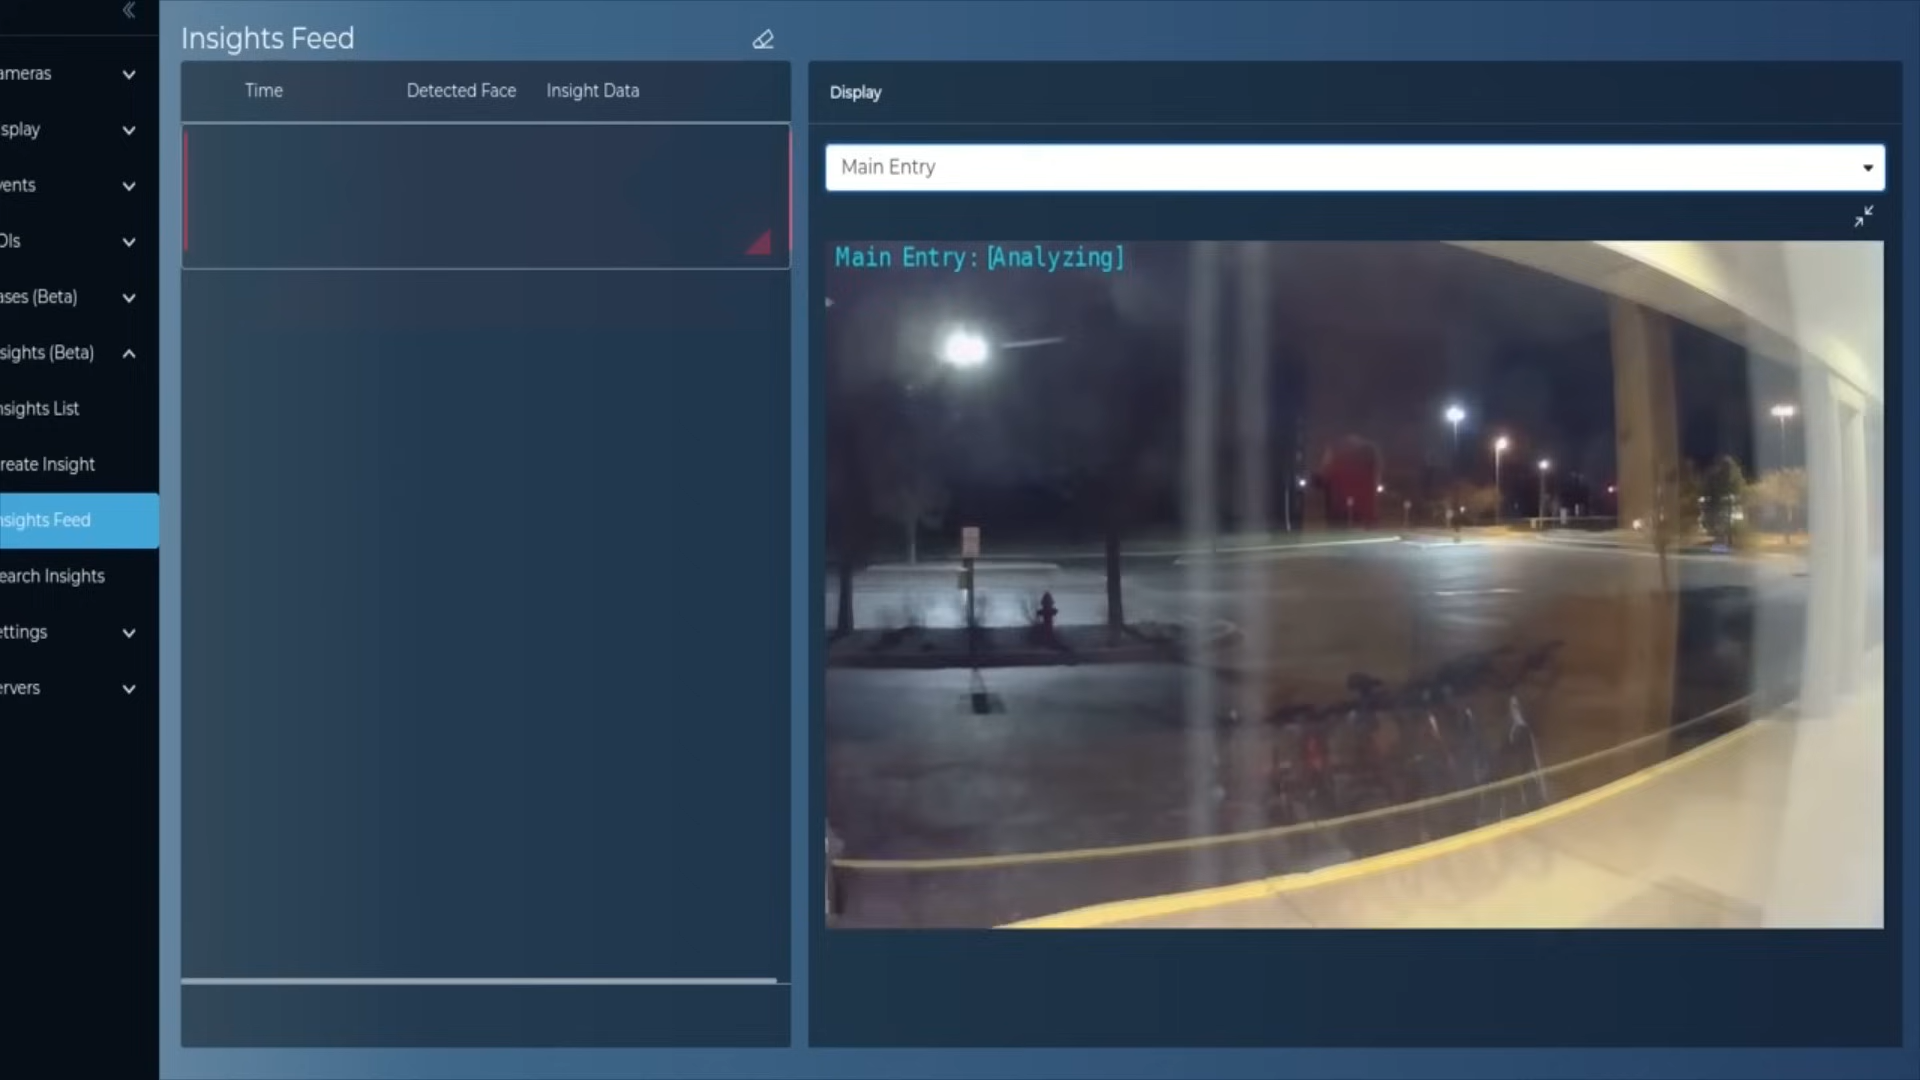 ameras
splay
vents
OIs
ases (Beta)
sights (Beta)
nsights List
reate Insight
nsights Feed
earch Insights
ettings
ervers
Insights Feed
Time Detected Face Insight Data
Display
Main Entry
Main Entry: [Analyzing]